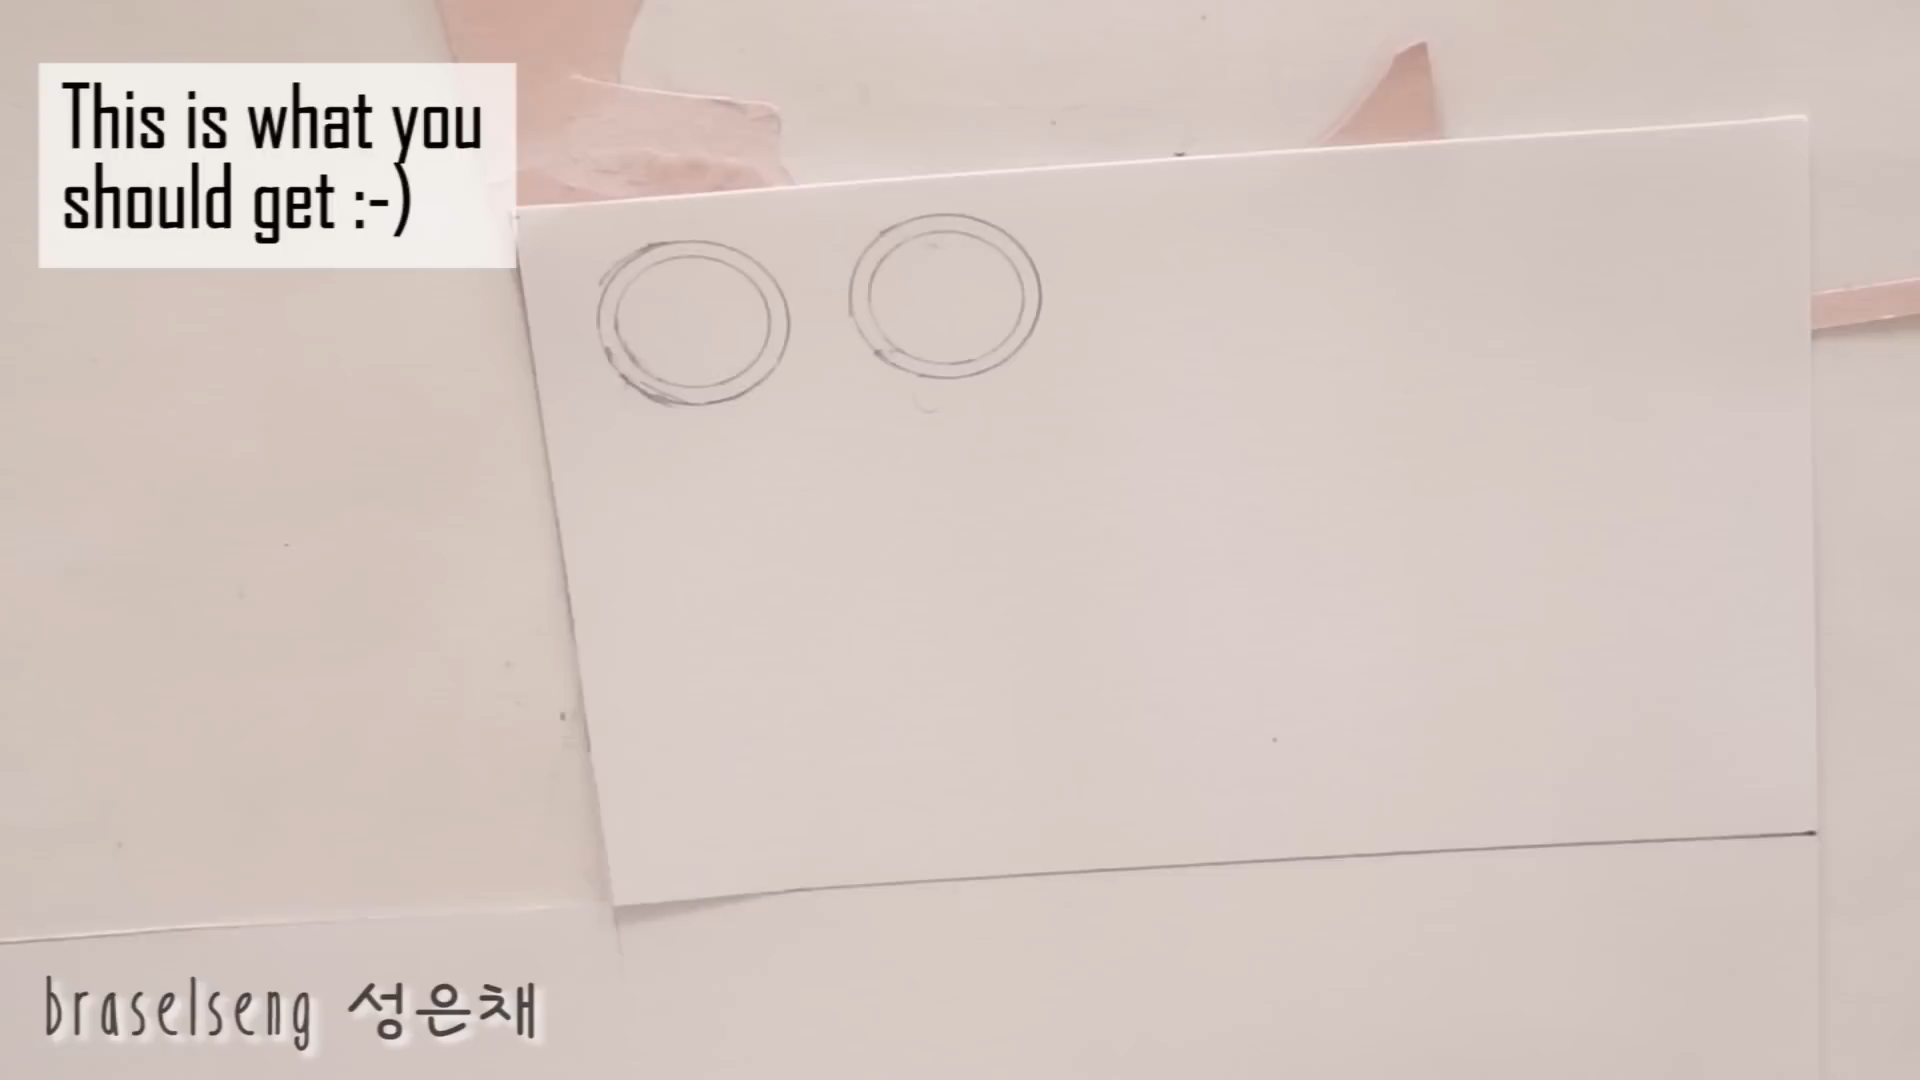 This is what you
should get :-)
braselseng 성은채